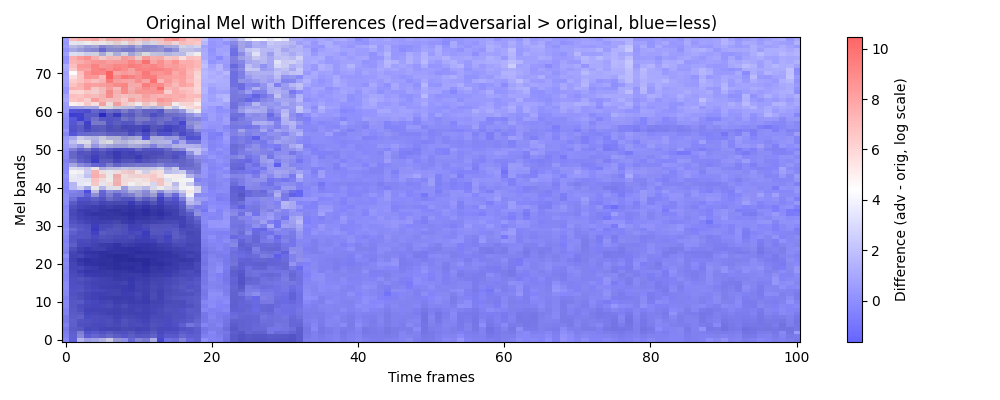 Original Mel with Differences (red=adversarial > original, blue=less)
Mel bands
70
60
50
40
30
20
10
0
0 20 40 60 80 100
Time frames
10
8
6
4
2
0
Difference (adv - orig, log scale)